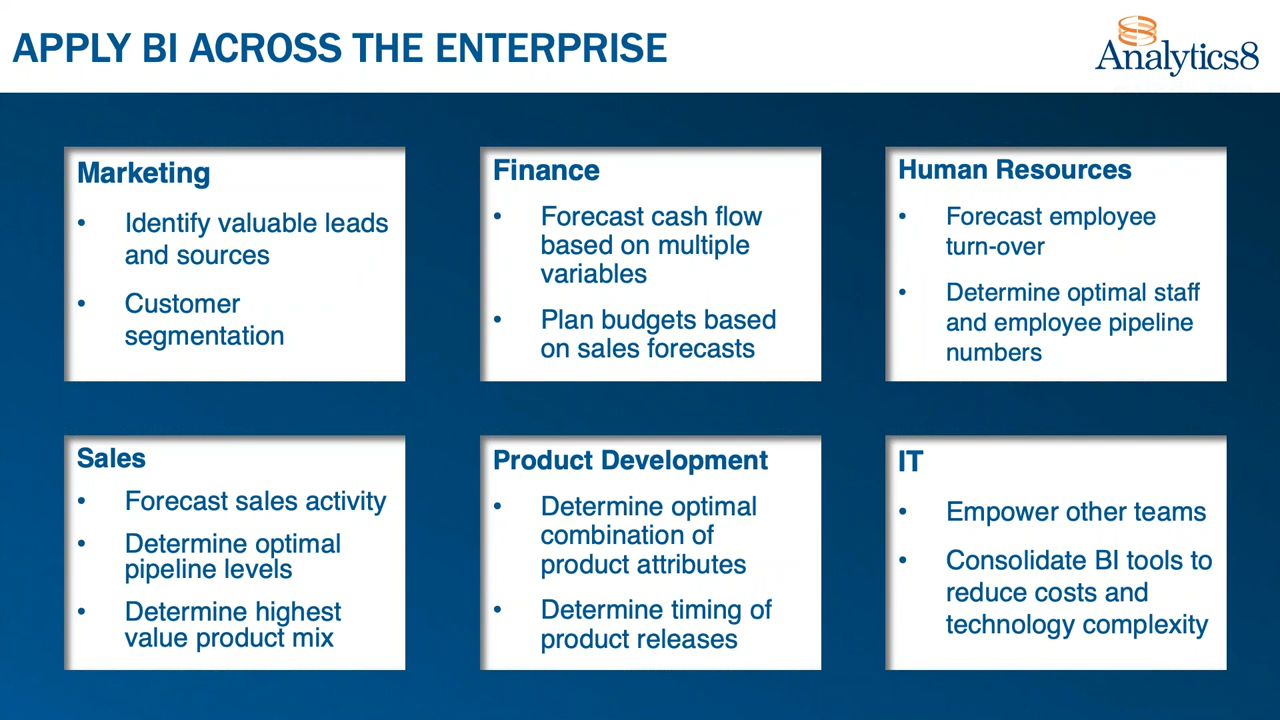 APPLY BI ACROSS THE ENTERPRISE
Analytics8
Marketing
• Identify valuable leads
and sources
• Customer
segmentation
Finance
• Forecast cash flow
based on multiple
variables
• Plan budgets based
on sales forecasts
Human Resources
• Forecast employee
turn-over
• Determine optimal staff
and employee pipeline
numbers
Sales
• Forecast sales activity
• Determine optimal
pipeline levels
• Determine highest
value product mix
Product Development
• Determine optimal
combination of
product attributes
• Determine timing of
product releases
IT
• Empower other teams
• Consolidate BI tools to
reduce costs and
technology complexity